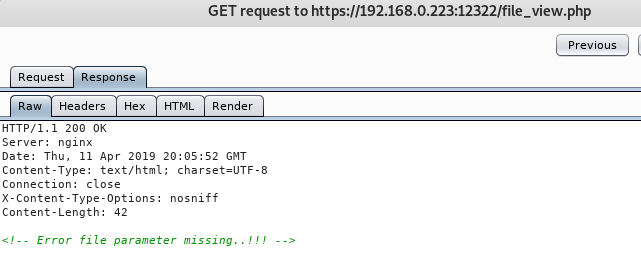 GET request to https://192.168.0.223:12322/file_view.php
Previous
Request Response
Raw Headers Hex HTML Render
HTTP/1.1 200 OK
Server: nginx
Date: Thu, 11 Apr 2019 20:05:52 GMT
Content-Type: text/html; charset=UTF-8
Connection: close
X-Content-Type-Options: nosniff
Content-Length: 42
<!-- Error file parameter missing..!!! -->